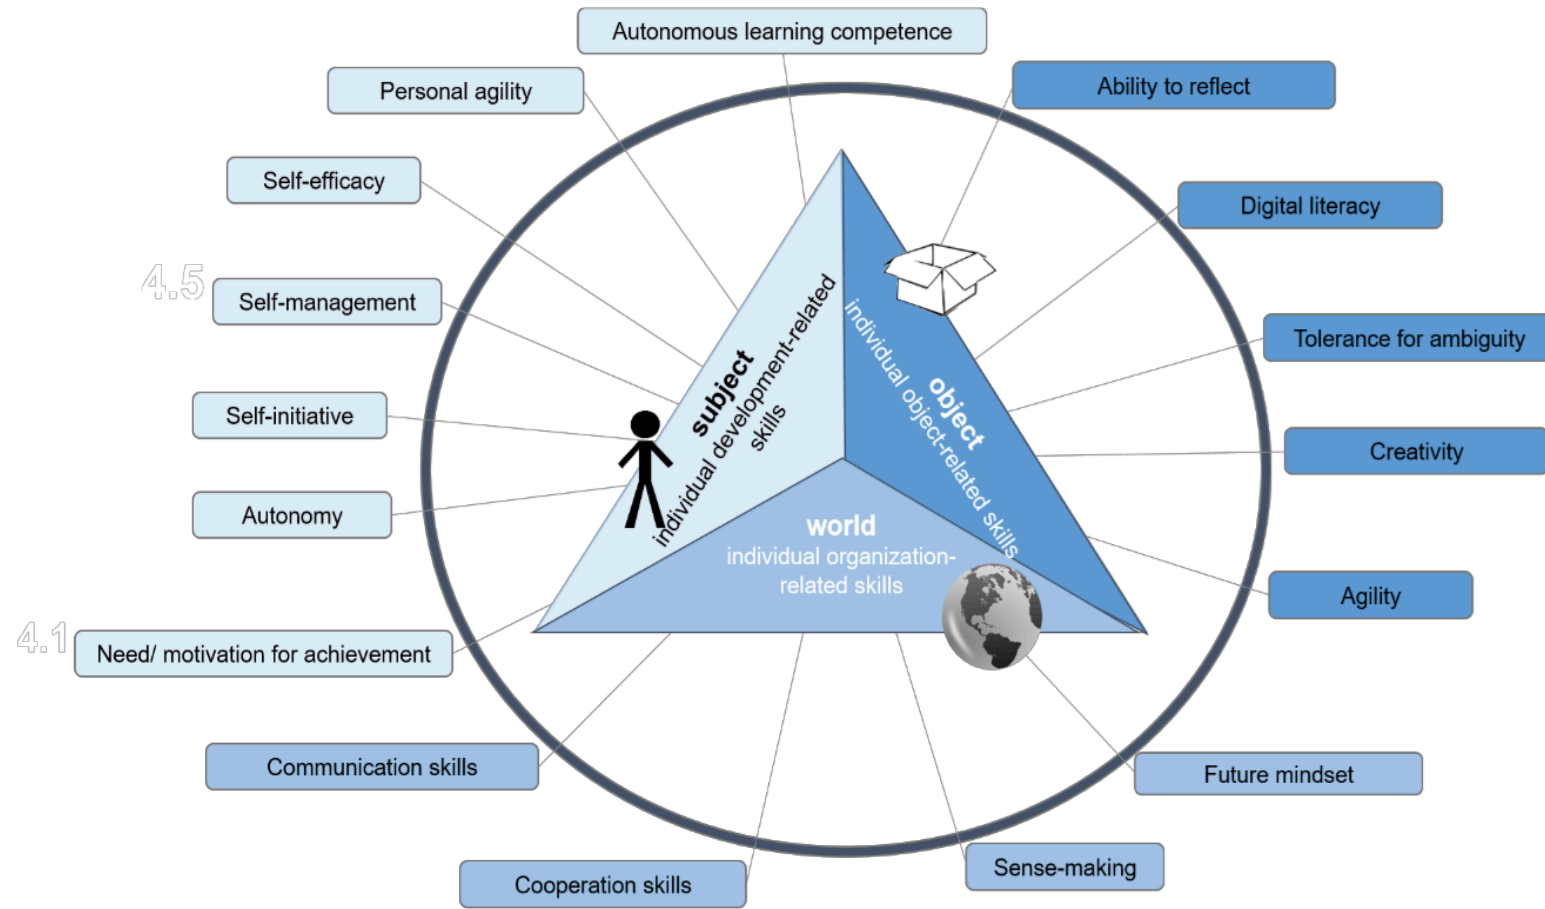 Autonomous learning competence
Personal agility
Ability to reflect
Self-efficacy
Digital literacy
4.5
Self-management
Tolerance for ambiguity
Self-initiative
Creativity
Autonomy
Agility
4.1
Need/ motivation for achievement
Communication skills
Future mindset
Cooperation skills
Sense-making
subject
individual development-related
skills
object
individual object-related skills
world
individual organization-
related skills